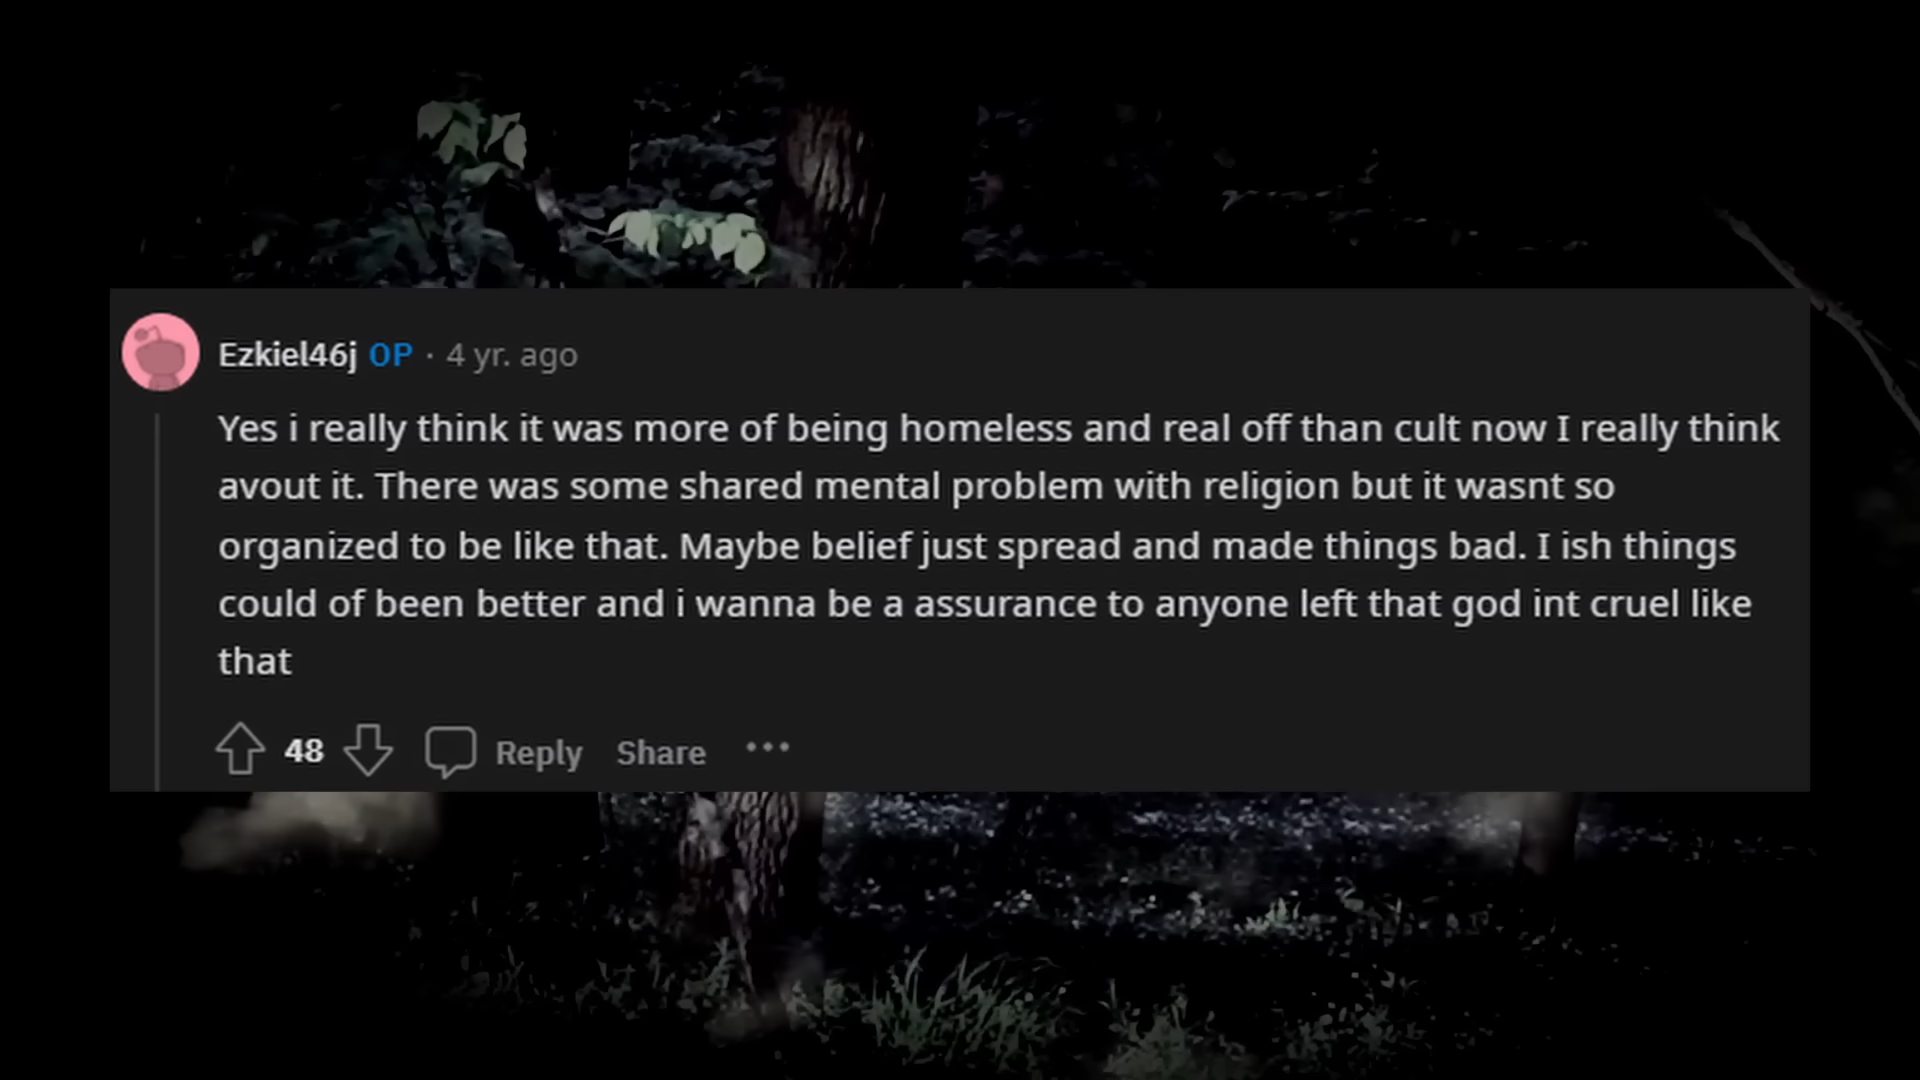 Ezkiel46j OP · 4 yr. ago
Yes i really think it was more of being homeless and real off than cult now I really think
avout it. There was some shared mental problem with religion but it wasnt so
organized to be like that. Maybe belief just spread and made things bad. I ish things
could of been better and i wanna be a assurance to anyone left that god int cruel like
that
48 Reply Share ···